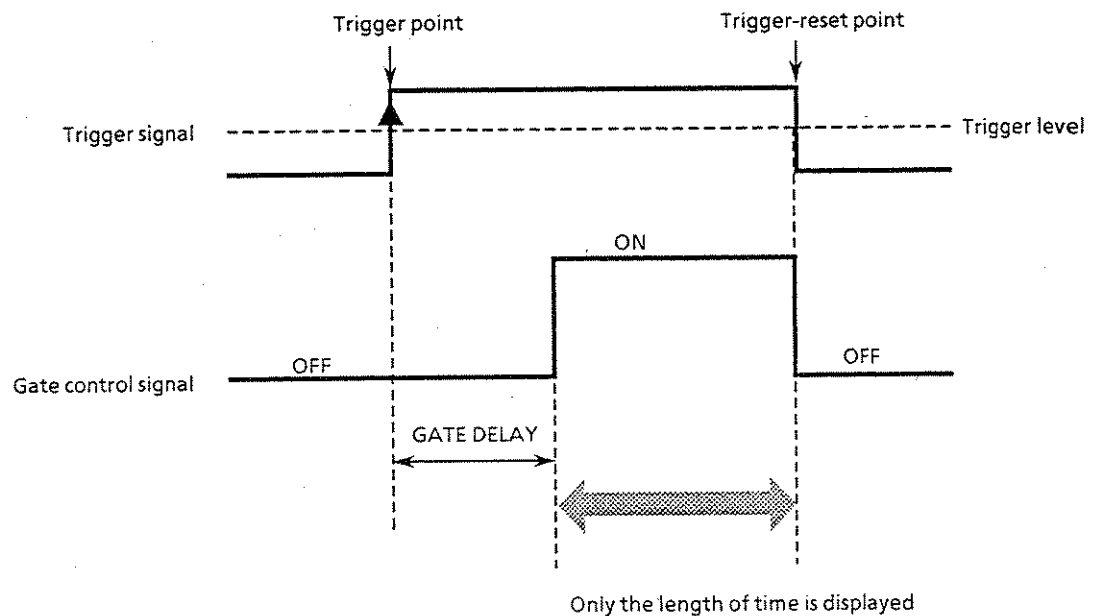 Trigger point
Trigger-reset point
Trigger signal
Trigger level
ON
OFF
OFF
Gate control signal
GATE DELAY
Only the length of time is displayed